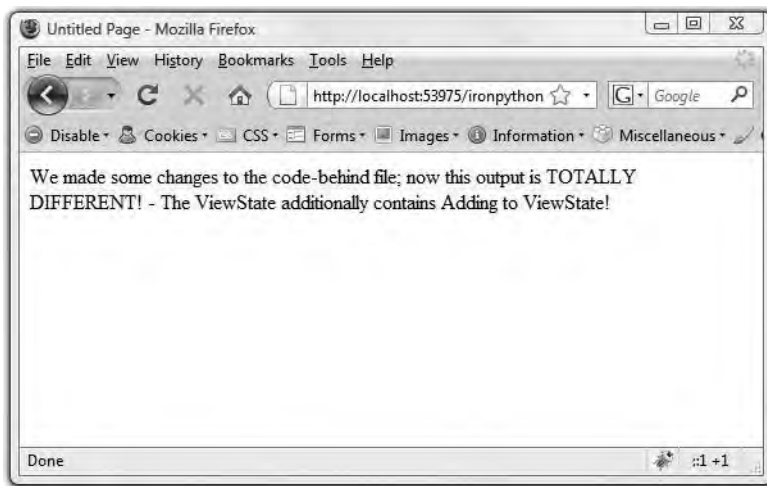 Untitled Page - Mozilla Firefox
File Edit View History Bookmarks Tools Help
http://localhost:53975/ironpython G Google
Disable Cookies CSS Forms Images Information Miscellaneous
We made some changes to the code-behind file; now this output is TOTALLY
DIFFERENT! - The ViewState additionally contains Adding to ViewState!
Done ::1 +1